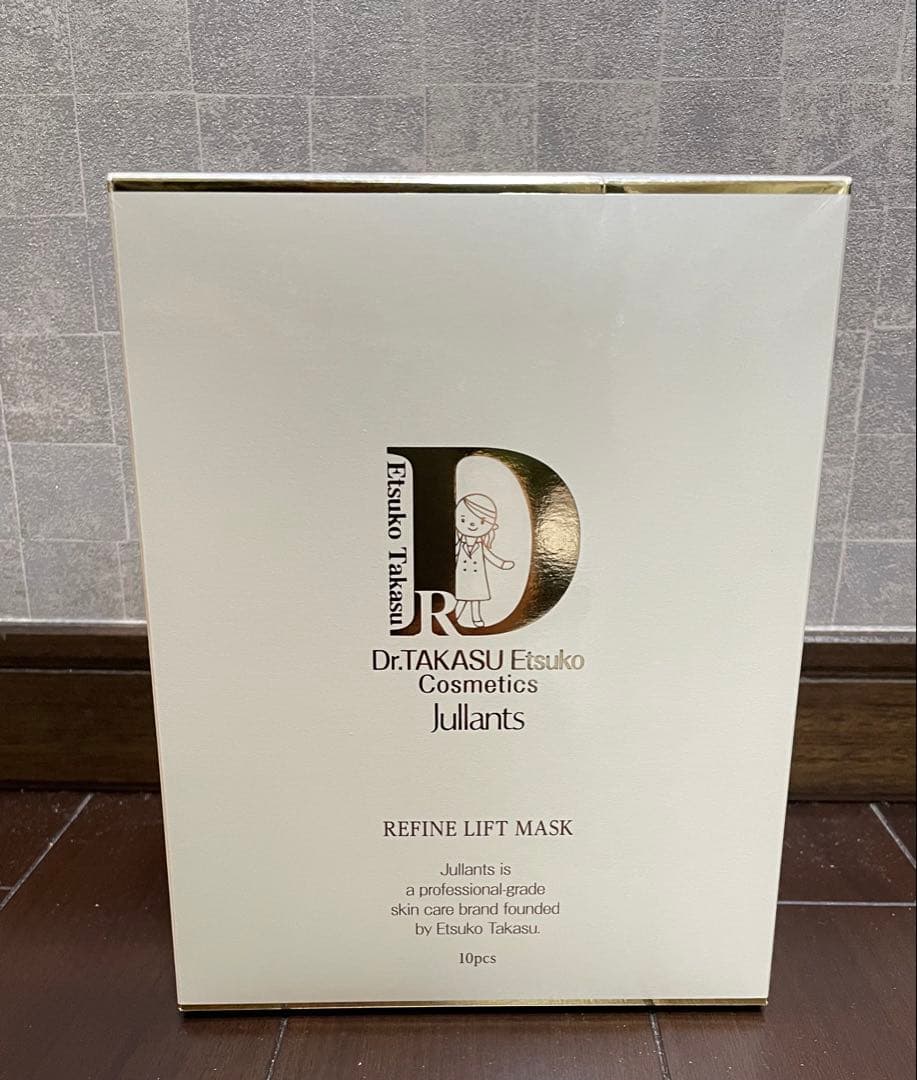 Etsuko Takasu
DR
Dr.TAKASU Etsuko
Cosmetics
Jullants
REFINE LIFT MASK
Jullants is
a professional-grade
skin care brand founded
by Etsuko Takasu.
10pcs